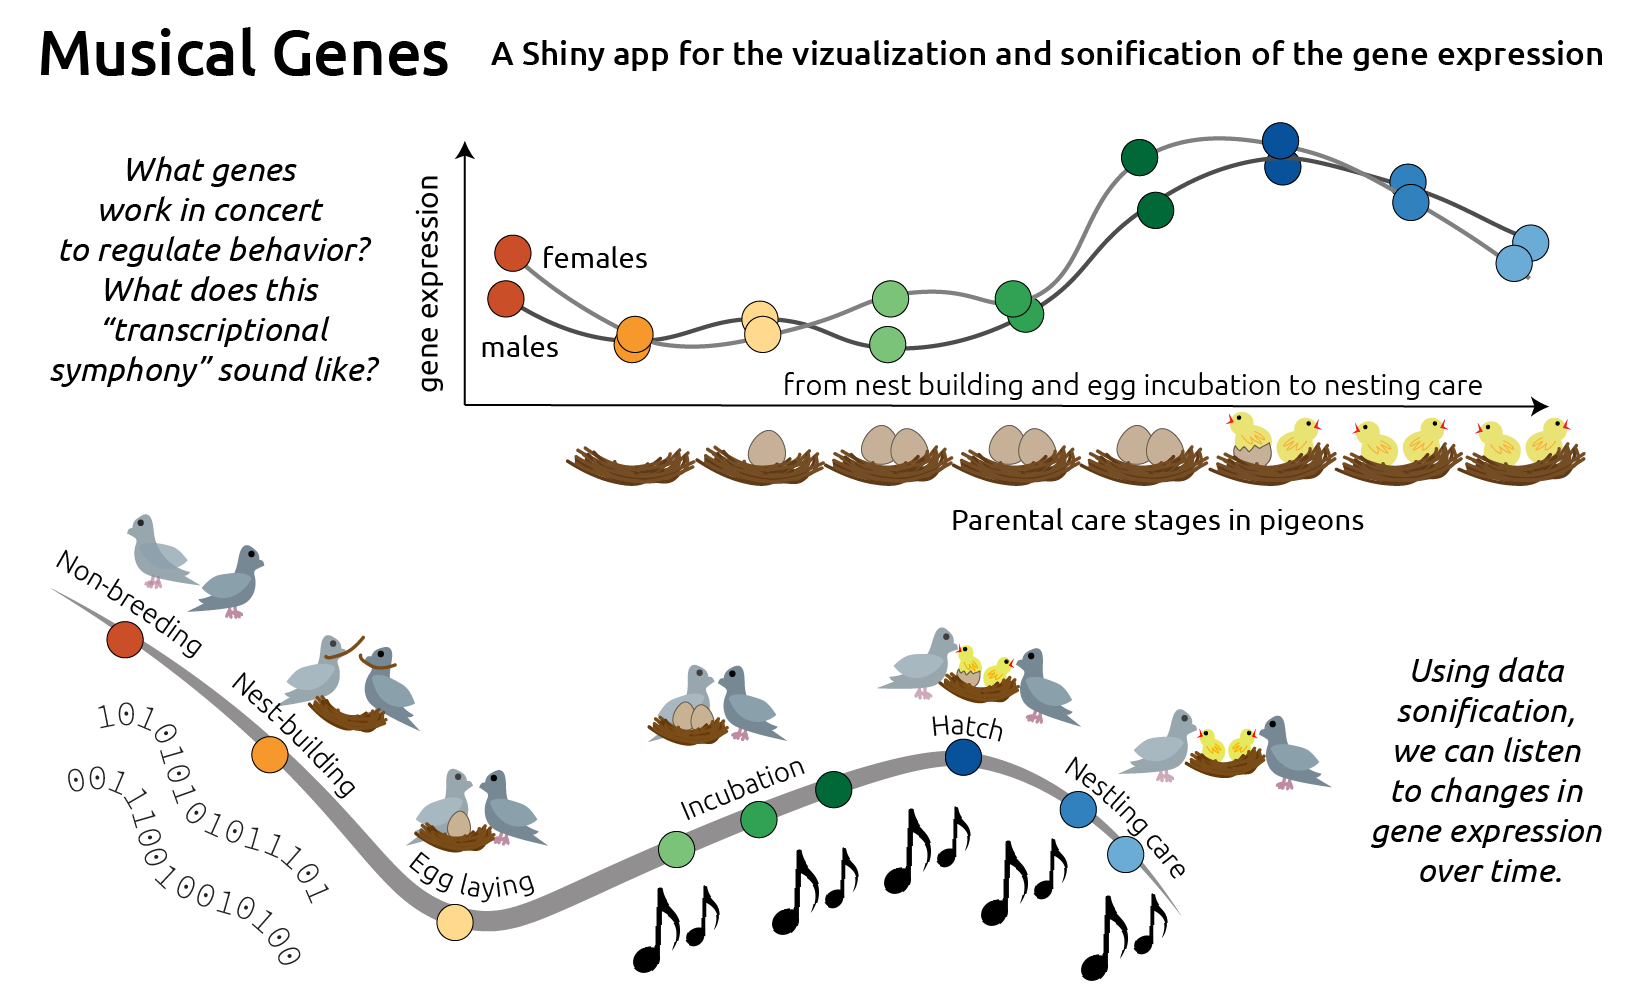 Musical Genes
A Shiny app for the vizualization and sonification of the gene expression
What genes
work in concert
to regulate behavior?
What does this
“transcriptional
symphony” sound like?
gene expression
females
males
from nest building and egg incubation to nesting care
Parental care stages in pigeons
Non-breeding
Nest-building
Egg laying
Incubation
Hatch
Nestling care
Using data
sonification,
we can listen
to changes in
gene expression
over time.